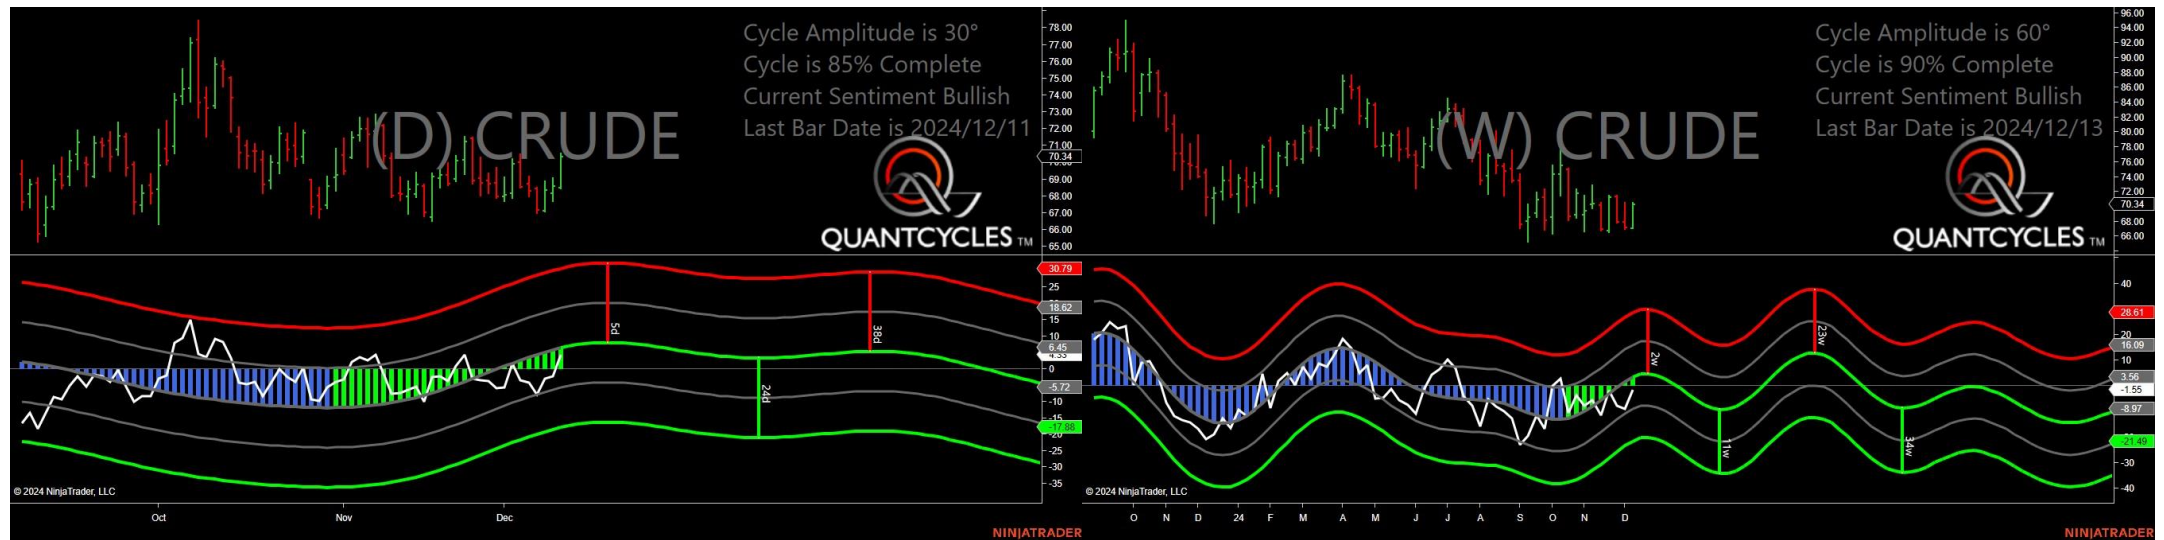 Cycle Amplitude is 30°
Cycle is 85% Complete
Current Sentiment Bullish
Last Bar Date is 2024/12/11
(D) CRUDE
QUANTCYCLES TM
78.00
77.00
76.00
75.00
74.00
73.00
72.00
71.00
70.34
69.00
68.00
67.00
66.00
65.00
30.79
25
18.62
15
10
6.45
4.33
0
-5.72
-10
-15
-17.88
-25
-30
-35
5d
24d
38d
© 2024 NinjaTrader, LLC
Oct
Nov
Dec
NINJATRADER
Cycle Amplitude is 60°
Cycle is 90% Complete
Current Sentiment Bullish
Last Bar Date is 2024/12/13
(W) CRUDE
QUANTCYCLES TM
96.00
94.00
92.00
90.00
88.00
86.00
84.00
82.00
80.00
78.00
76.00
74.00
72.00
70.34
68.00
66.00
40
28.61
20
16.09
10
3.56
-1.55
-8.97
-21.49
-30
-40
2w
11w
23w
34w
© 2024 NinjaTrader, LLC
O N D 24 F M A M J J A S O N D
NINJATRADER